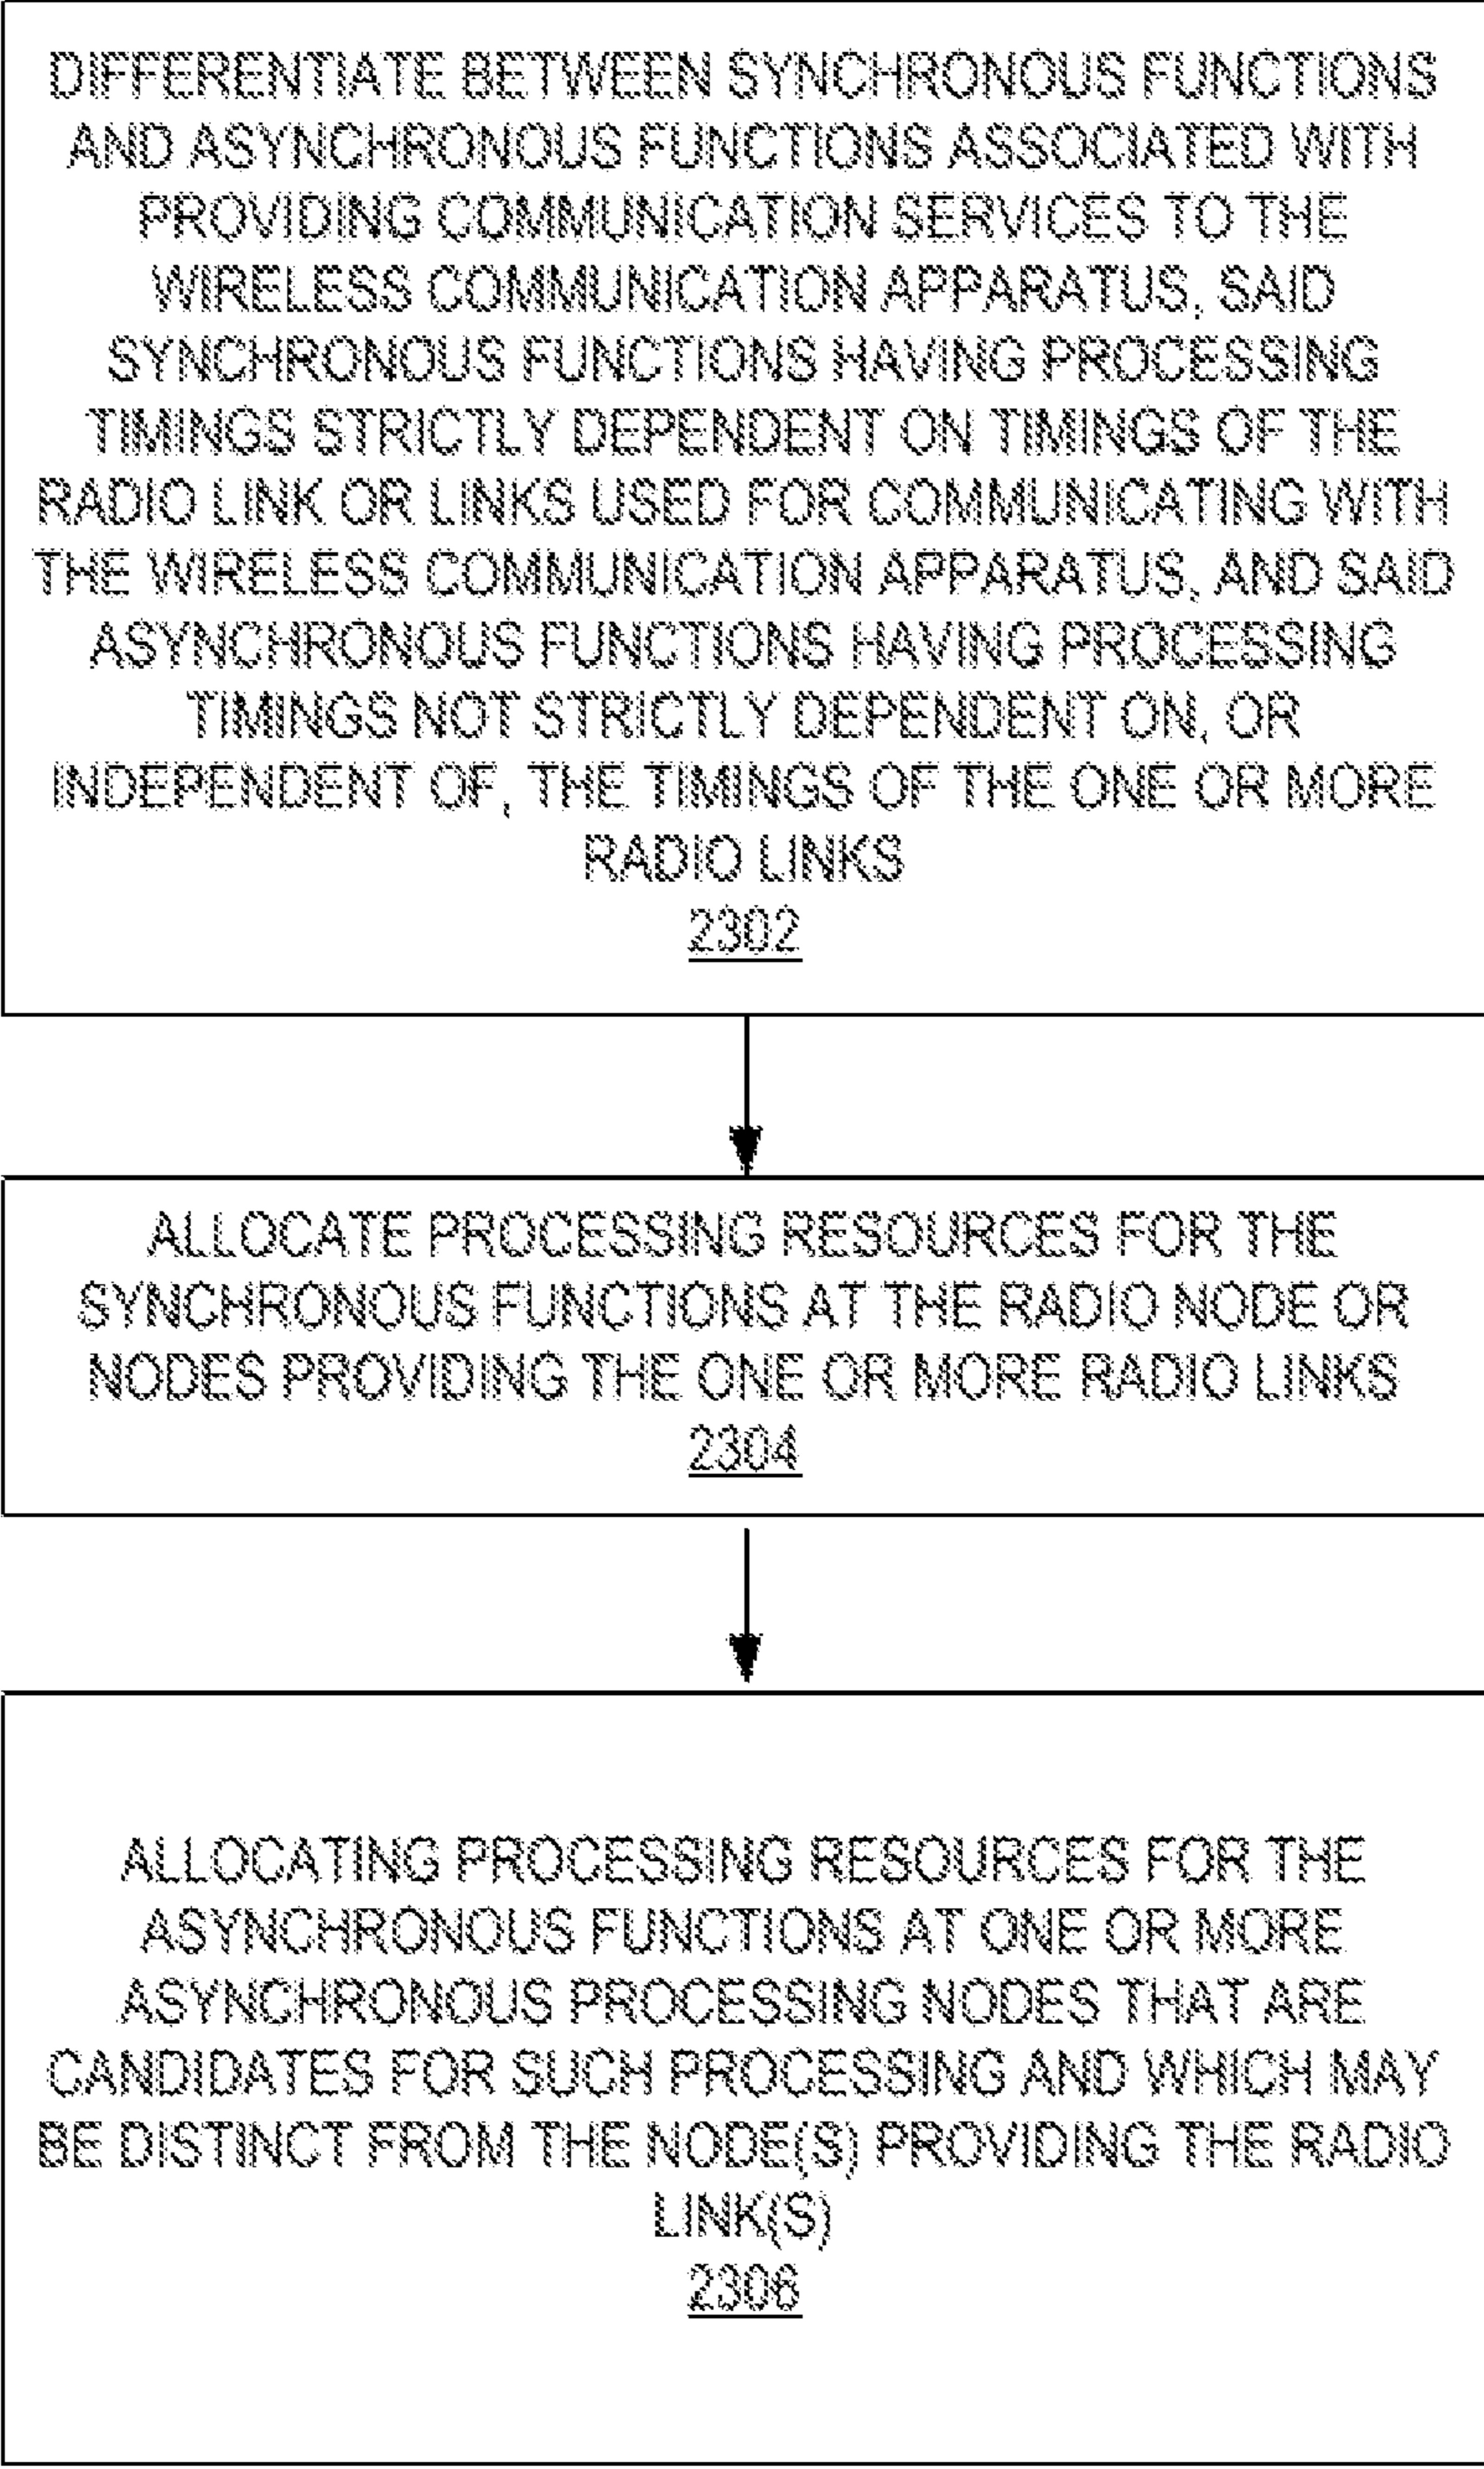 DIFFERENTIATE BETWEEN SYNCHRONOUS FUNCTIONS
AND ASYNCHRONOUS FUNCTIONS ASSOCIATED WITH
PROVIDING COMMUNICATION SERVICES TO THE
WIRELESS COMMUNICATION APPARATUS, SAID
SYNCHRONOUS FUNCTIONS HAVING PROCESSING
TIMINGS STRICTLY DEPENDENT ON TIMINGS OF THE
RADIO LINK OR LINKS USED FOR COMMUNICATING WITH
THE WIRELESS COMMUNICATION APPARATUS, AND SAID
ASYNCHRONOUS FUNCTIONS HAVING PROCESSING
TIMINGS NOT STRICTLY DEPENDENT ON, OR
INDEPENDENT OF, THE TIMINGS OF THE ONE OR MORE
RADIO LINKS
2302
ALLOCATE PROCESSING RESOURCES FOR THE
SYNCHRONOUS FUNCTIONS AT THE RADIO NODE OR
NODES PROVIDING THE ONE OR MORE RADIO LINKS
2304
ALLOCATING PROCESSING RESOURCES FOR THE
ASYNCHRONOUS FUNCTIONS AT ONE OR MORE
ASYNCHRONOUS PROCESSING NODES THAT ARE
CANDIDATES FOR SUCH PROCESSING AND WHICH MAY
BE DISTINCT FROM THE NODE(S) PROVIDING THE RADIO
LINK(S)
2306